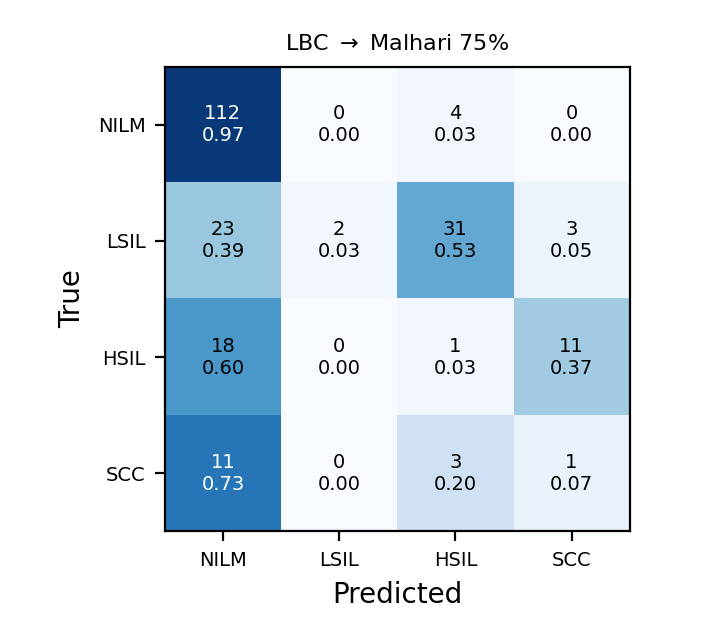 LBC → Malhari 75%
NILM 112 0 4 0
0.97 0.00 0.03 0.00
LSIL 23 2 31 3
0.39 0.03 0.53 0.05
HSIL 18 0 1 11
0.60 0.00 0.03 0.37
SCC 11 0 3 1
0.73 0.00 0.20 0.07
NILM LSIL HSIL SCC
Predicted
True